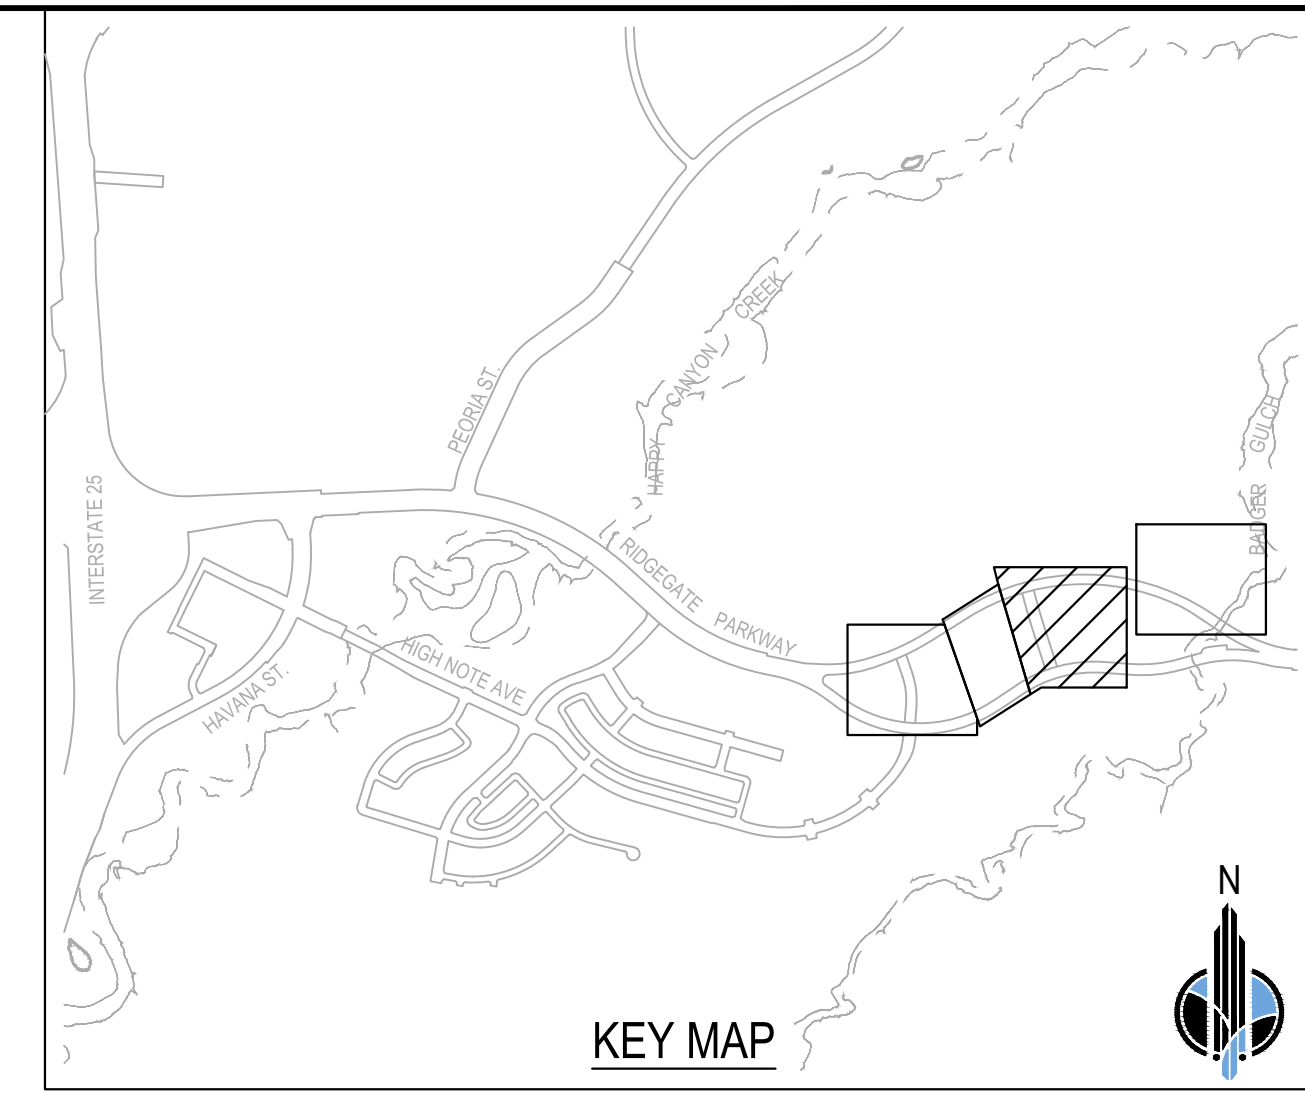 PEORIA ST.
HAPPY CANYON CREEK
INTERSTATE 25
RIDGEGATE PARKWAY
BADGER GULCH
HIGH NOTE AVE
HAVANA ST.
N
KEY MAP